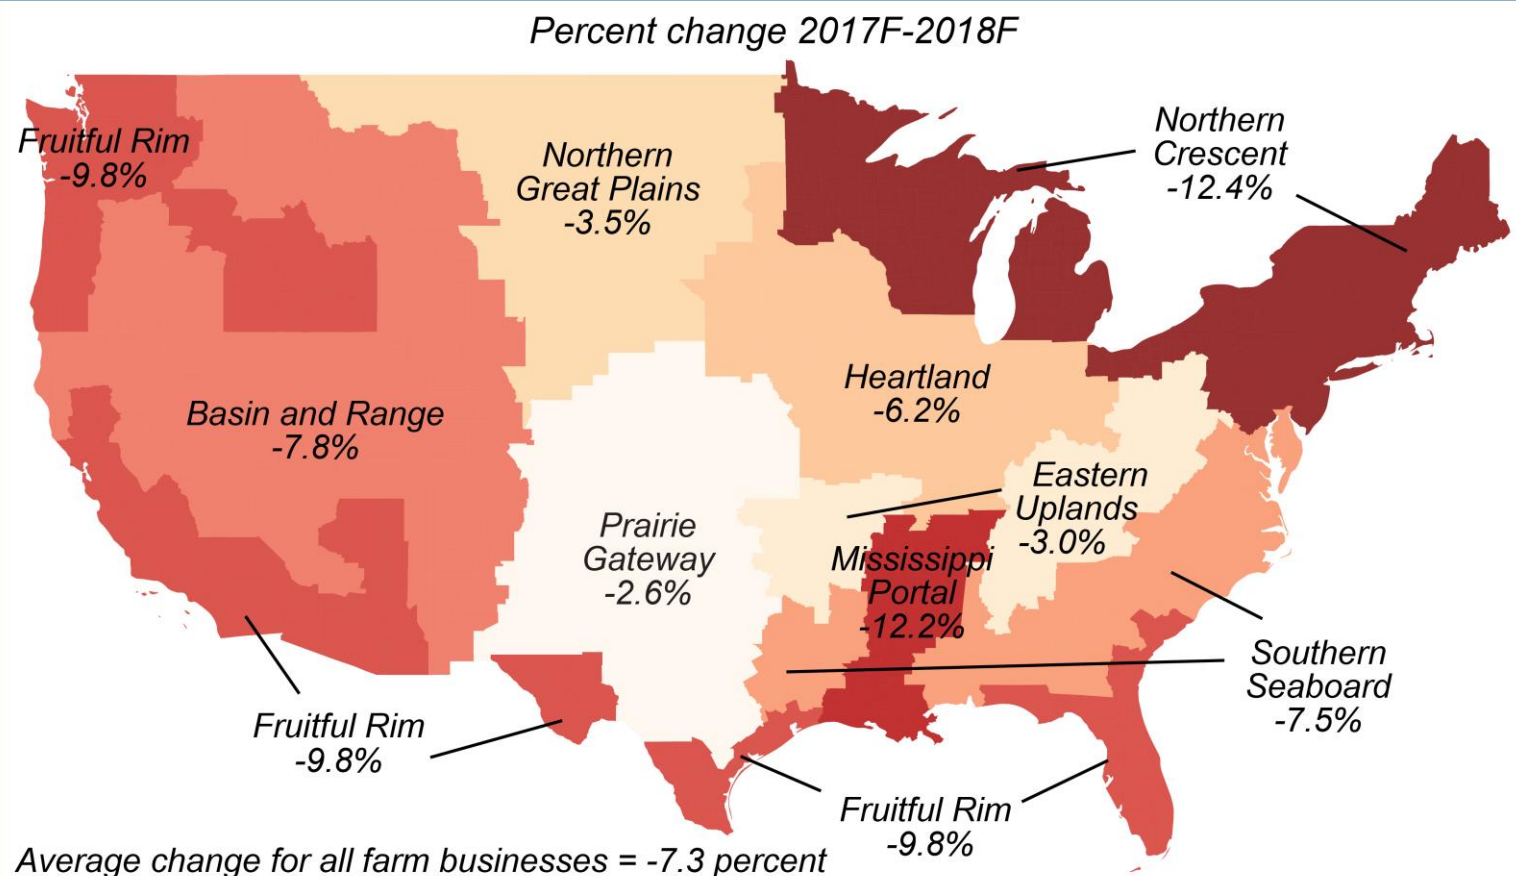 Percent change 2017F-2018F
Fruitful Rim
-9.8%
Northern
Great Plains
-3.5%
Northern
Crescent
-12.4%
Basin and Range
-7.8%
Heartland
-6.2%
Prairie
Gateway
-2.6%
Eastern
Uplands
-3.0%
Mississippi
Portal
-12.2%
Southern
Seaboard
-7.5%
Fruitful Rim
-9.8%
Fruitful Rim
-9.8%
Average change for all farm businesses = -7.3 percent